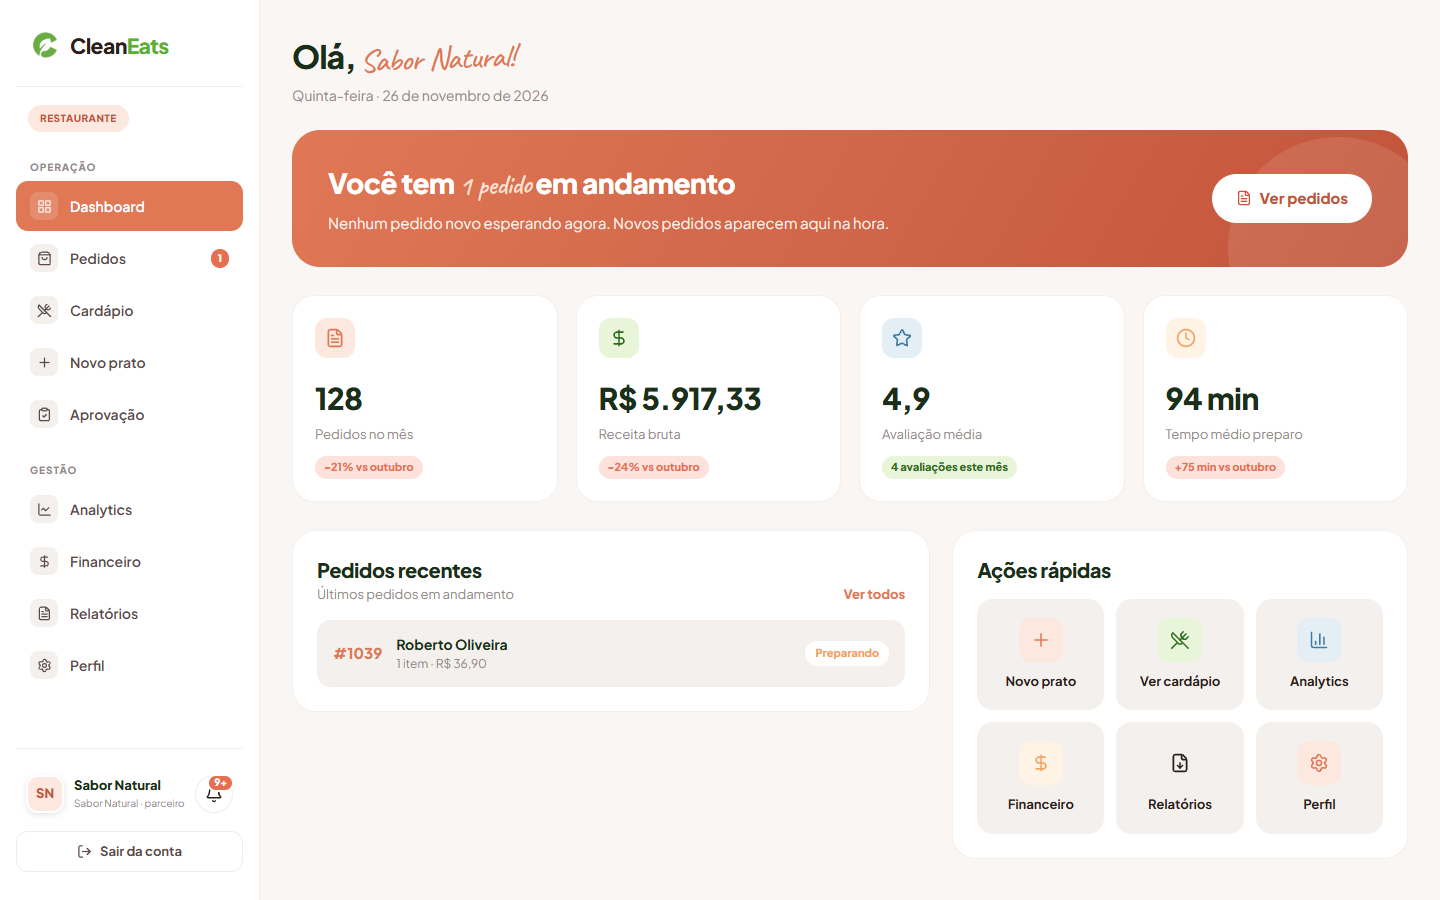 CleanEats
RESTAURANTE
OPERAÇÃO
Dashboard
Pedidos
1
Cardápio
Novo prato
Aprovação
GESTÃO
Analytics
Financeiro
Relatórios
Perfil
SN
Sabor Natural
Sabor Natural · parceiro
9+
Sair da conta
Olá, Sabor Natural!
Quinta-feira · 26 de novembro de 2026
Você tem 1 pedido em andamento
Nenhum pedido novo esperando agora. Novos pedidos aparecem aqui na hora.
Ver pedidos
128
Pedidos no mês
-21% vs outubro
R$ 5.917,33
Receita bruta
-24% vs outubro
4,9
Avaliação média
4 avaliações este mês
94 min
Tempo médio preparo
+75 min vs outubro
Pedidos recentes
Últimos pedidos em andamento
Ver todos
#1039
Roberto Oliveira
1 item · R$ 36,90
Preparando
Ações rápidas
Novo prato
Ver cardápio
Analytics
Financeiro
Relatórios
Perfil